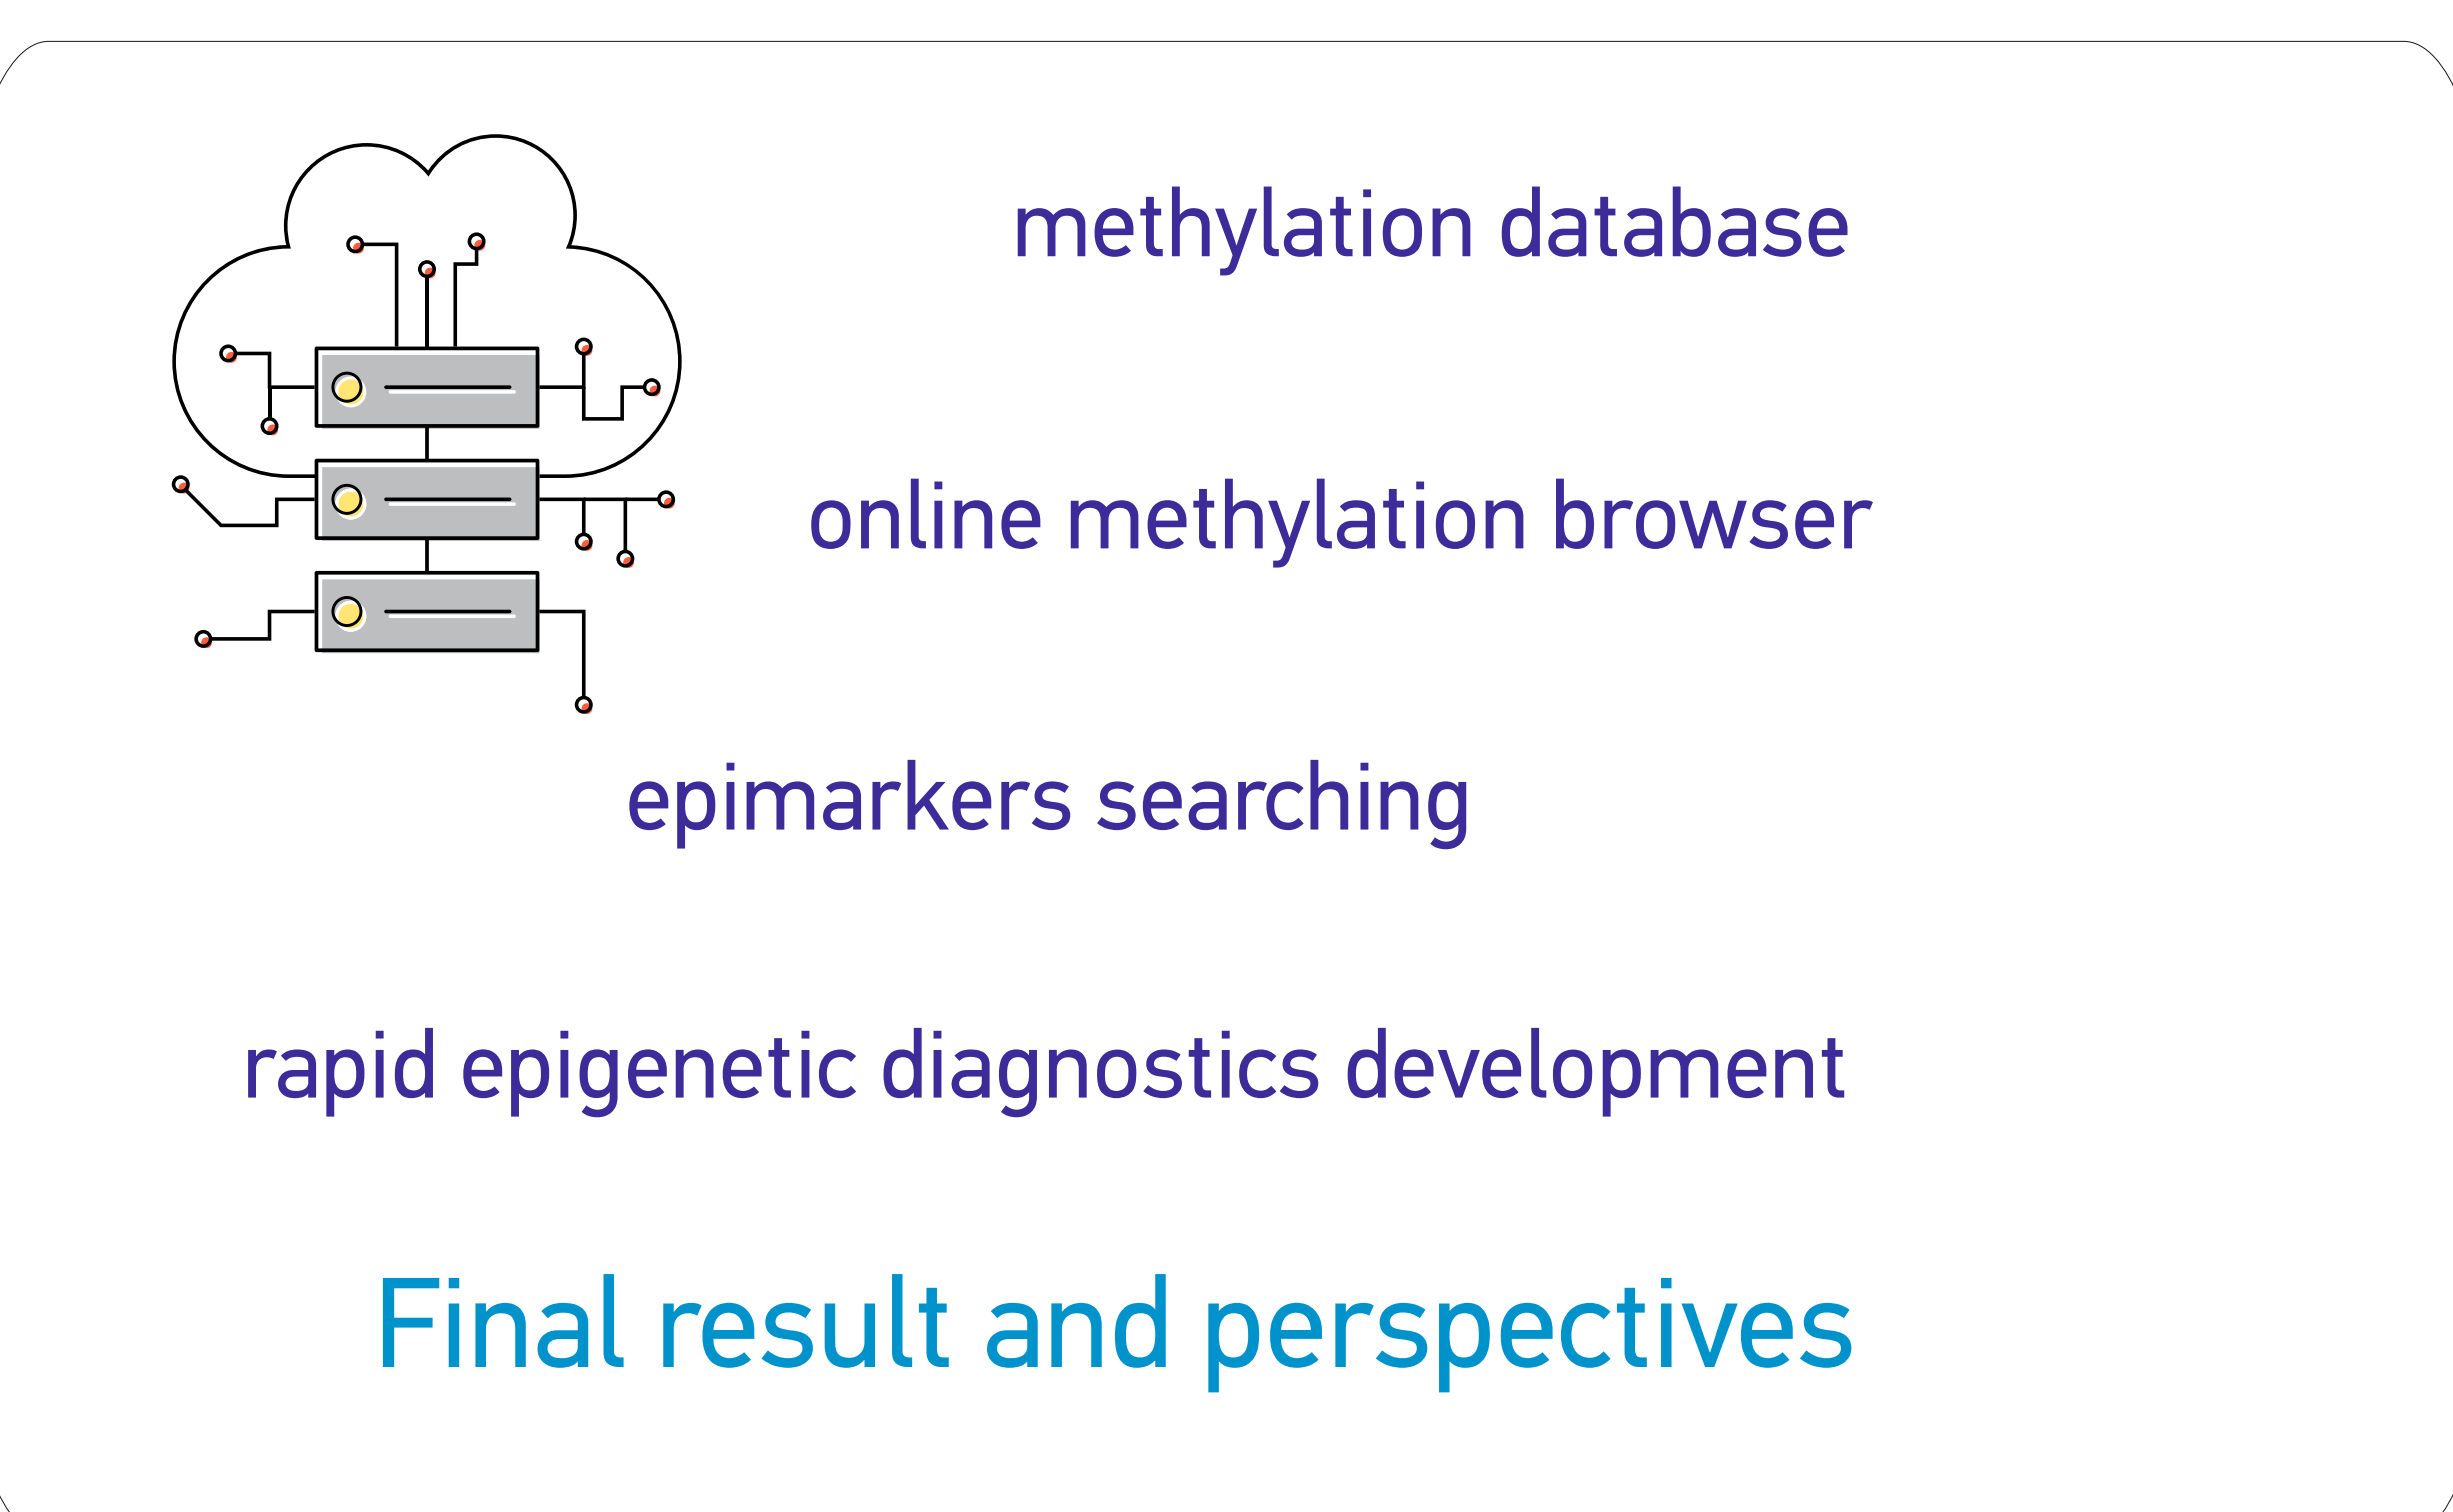 methylation database
online methylation browser
epimarkers searching
rapid epigenetic diagnostics development
Final result and perspectives